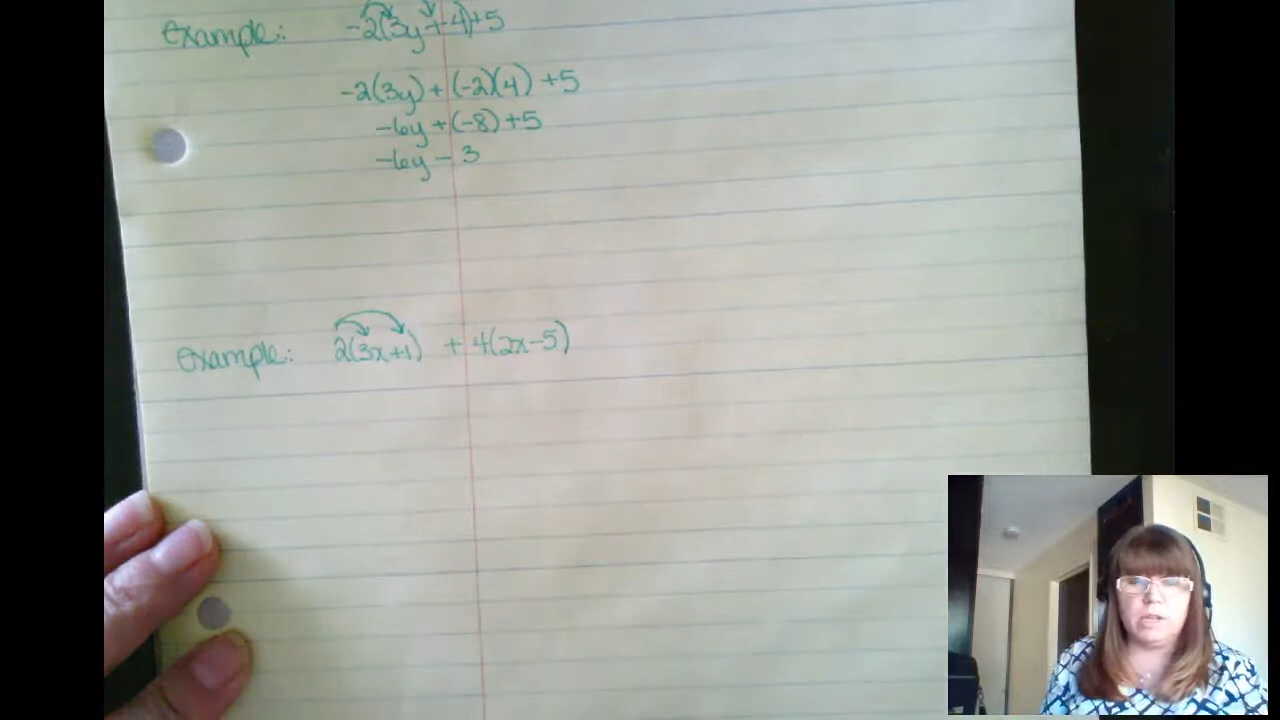 Example: -2(3y+4)+5
-2(3y)+(-2)(4)+5
-6y+(-8)+5
-6y-3
Example: 2(3x+1) + 4(2x-5)